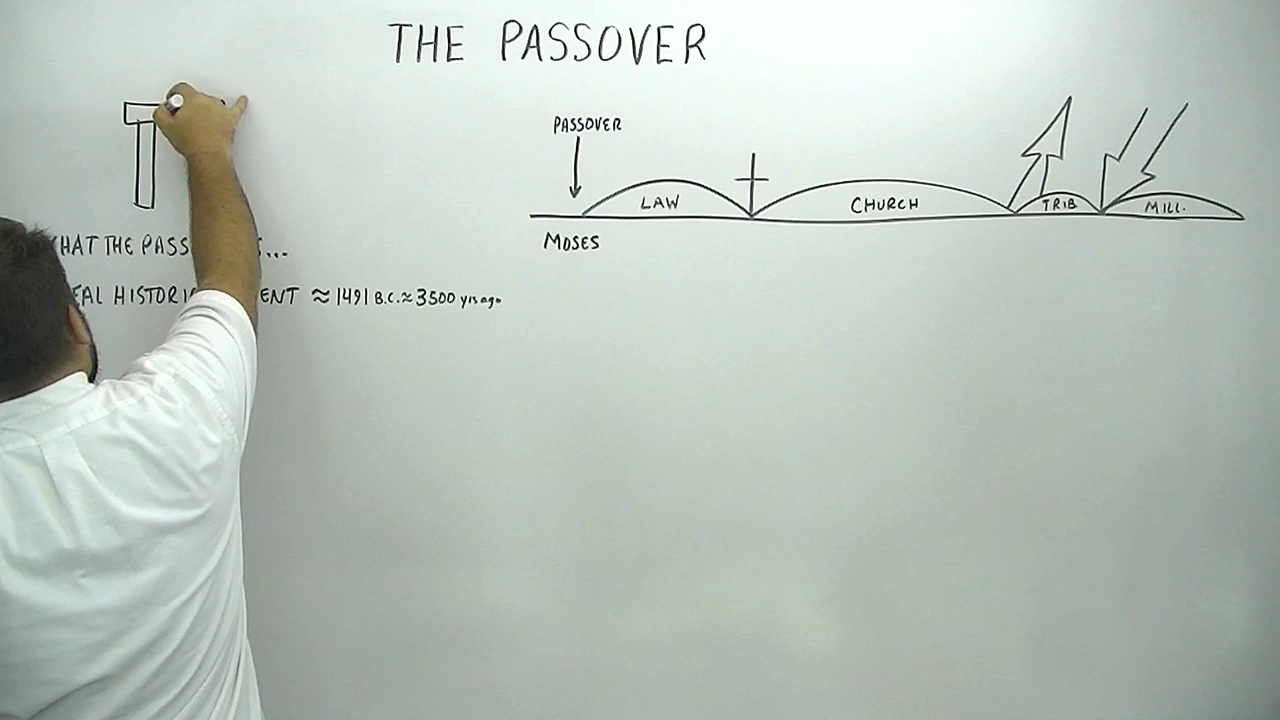 THE PASSOVER
PASSOVER
LAW
CHURCH
TRIB
MILL.
MOSES
HAT THE PASS ...
EAL HISTORI ENT ≈ 1491 B.C. ≈ 3500 yrs ago